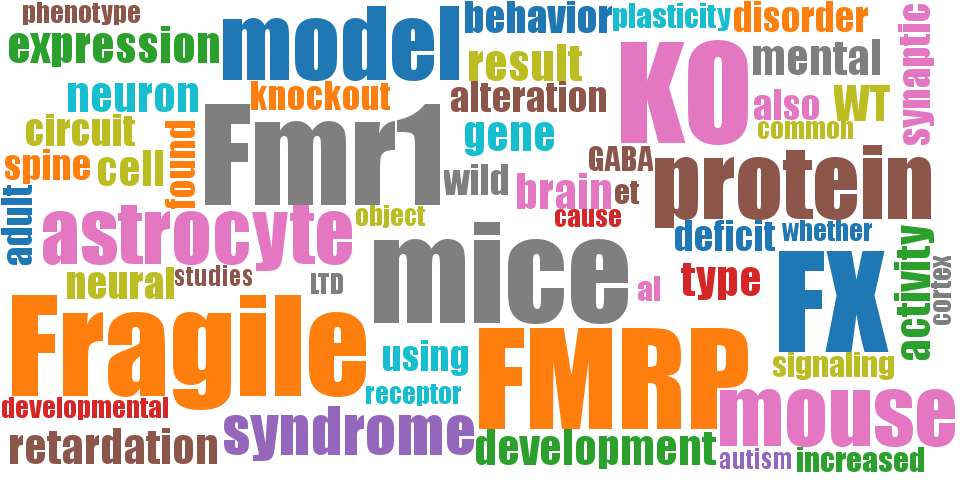 phenotype
expression
model
behavior
plasticity
disorder
synaptic
neuron
knockout
result
alteration
KO
mental
also
WT
common
circuit
found
Fmr1
gene
GABA
protein
spine
cell
wild
brain
et
adult
astrocyte
object
cause
deficit
whether
activity
neural
studies
LTD
mice
al
type
FX
cortex
Fragile
using
receptor
FMRP
signaling
developmental
syndrome
mouse
retardation
development
autism
increased